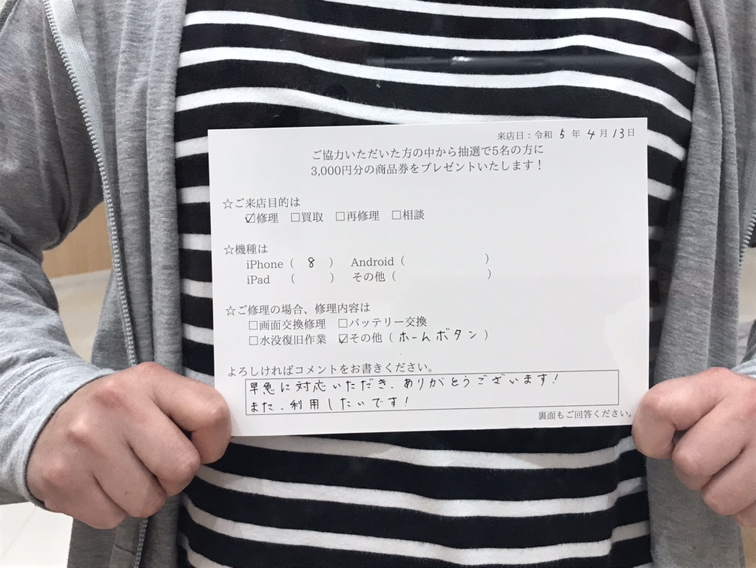 来店日：令和 5 年 4 月 13日
ご協力いただいた方の中から抽選で5名の方に
3,000円分の商品券をプレゼントいたします！
☆ご来店目的は
☑修理 □買取 □再修理 □相談
☆機種は
iPhone（ 8 ） Android（ ）
iPad （ ） その他（ ）
☆ご修理の場合、修理内容は
□画面交換修理 □バッテリー交換
□水没復旧作業 ☑その他（ホームボタン）
よろしければコメントをお書きください。
早急に対応いただき、ありがとうございます！
また、利用したいです！
裏面もご回答ください。